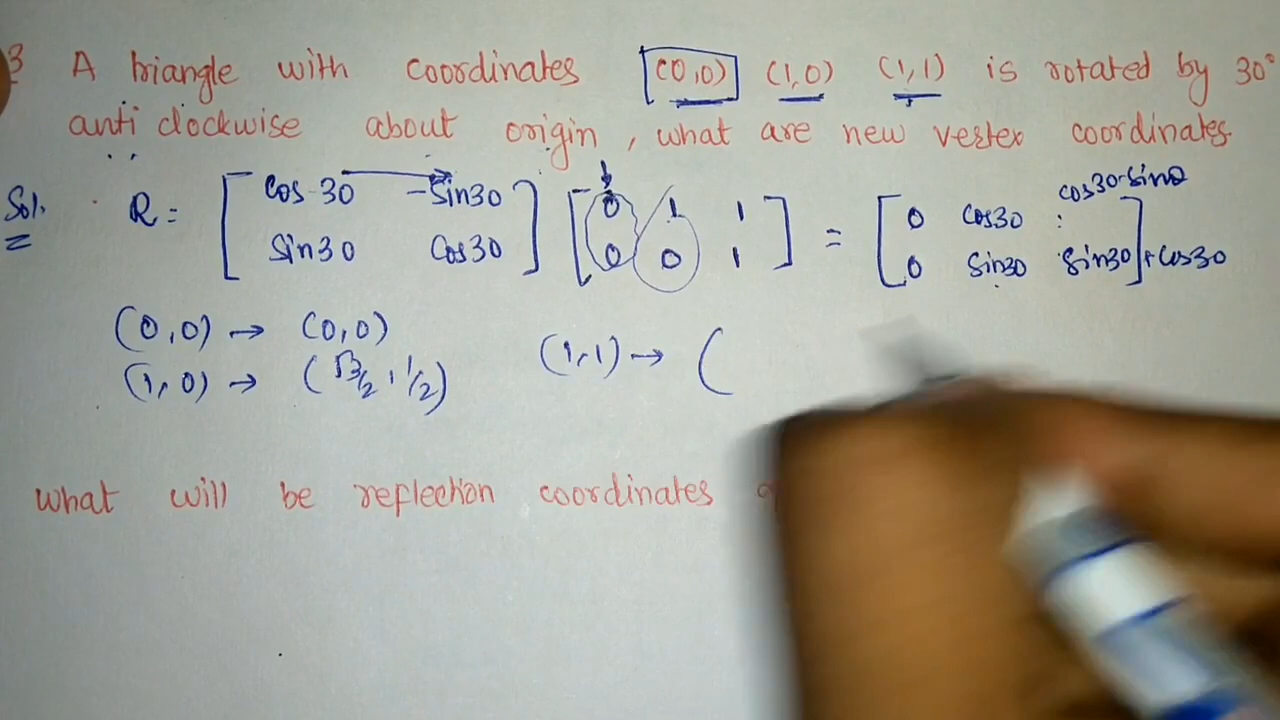 3 A triangle with coordinates (0,0) (1,0) (1,1) is rotated by 30°
anti clockwise about origin, what are new vertex coordinates.
Sol. R = [ cos 30 -sin30 ] [ 0 1 1 ] = [ 0 cos30 : cos30-sin
sin30 cos30 0 0 1 0 sin30 sin30 ] + cos30
(0,0) → (0,0)
(1,0) → (√3/2, 1/2) (1,1) → (
what will be reflection coordinates